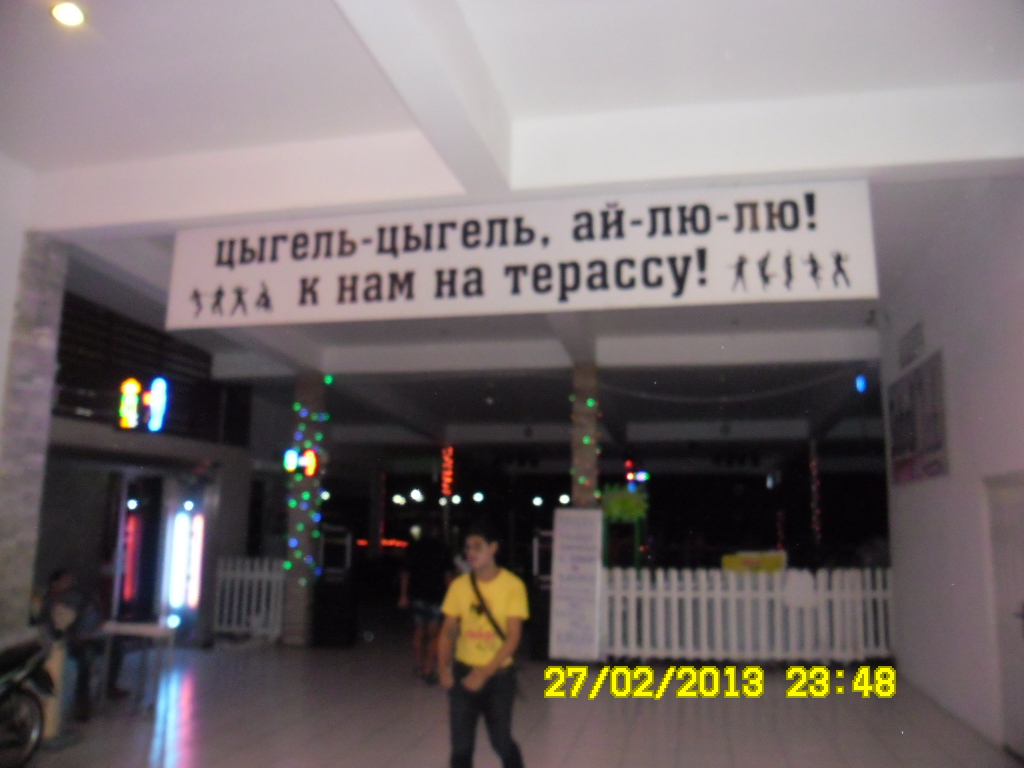 цыгель-цыгель, ай-лю-лю!
к нам на терассу!
27/02/2013 23:48